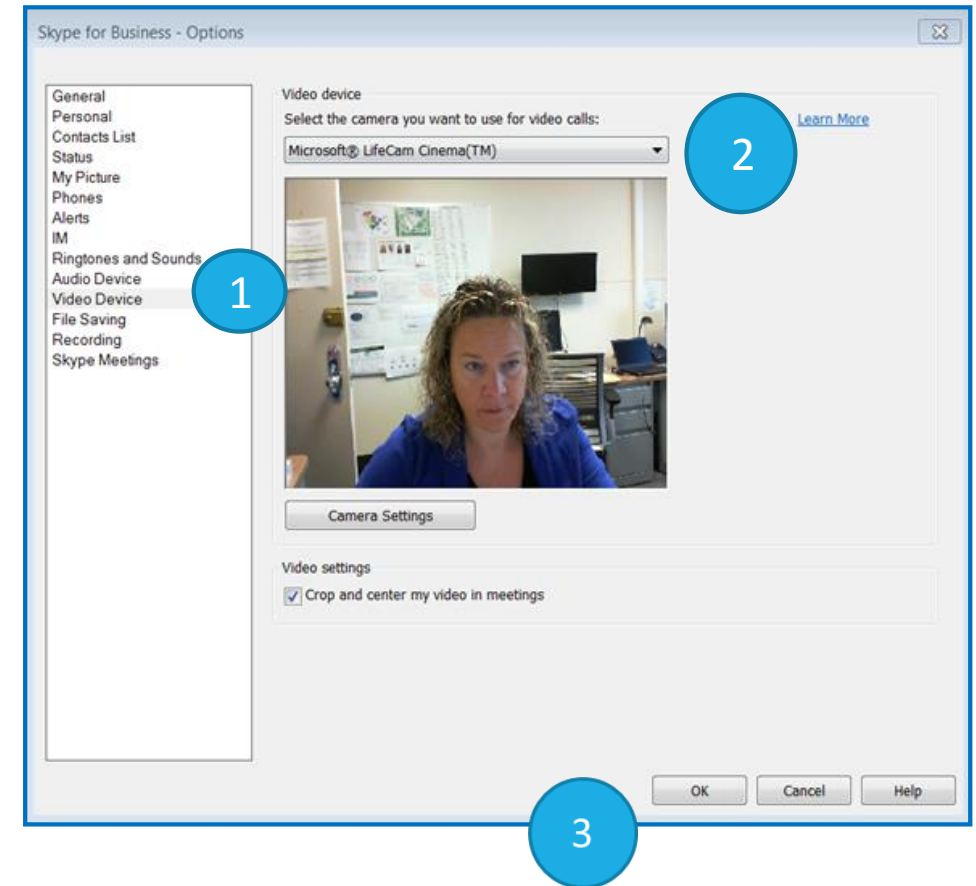 Skype for Business - Options
General
Personal
Contacts List
Status
My Picture
Phones
Alerts
IM
Ringtones and Sounds
Audio Device
Video Device
File Saving
Recording
Skype Meetings
1
Video device
Select the camera you want to use for video calls:
Learn More
Microsoft® LifeCam Cinema(TM)
2
Camera Settings
Video settings
Crop and center my video in meetings
OK
Cancel
Help
3